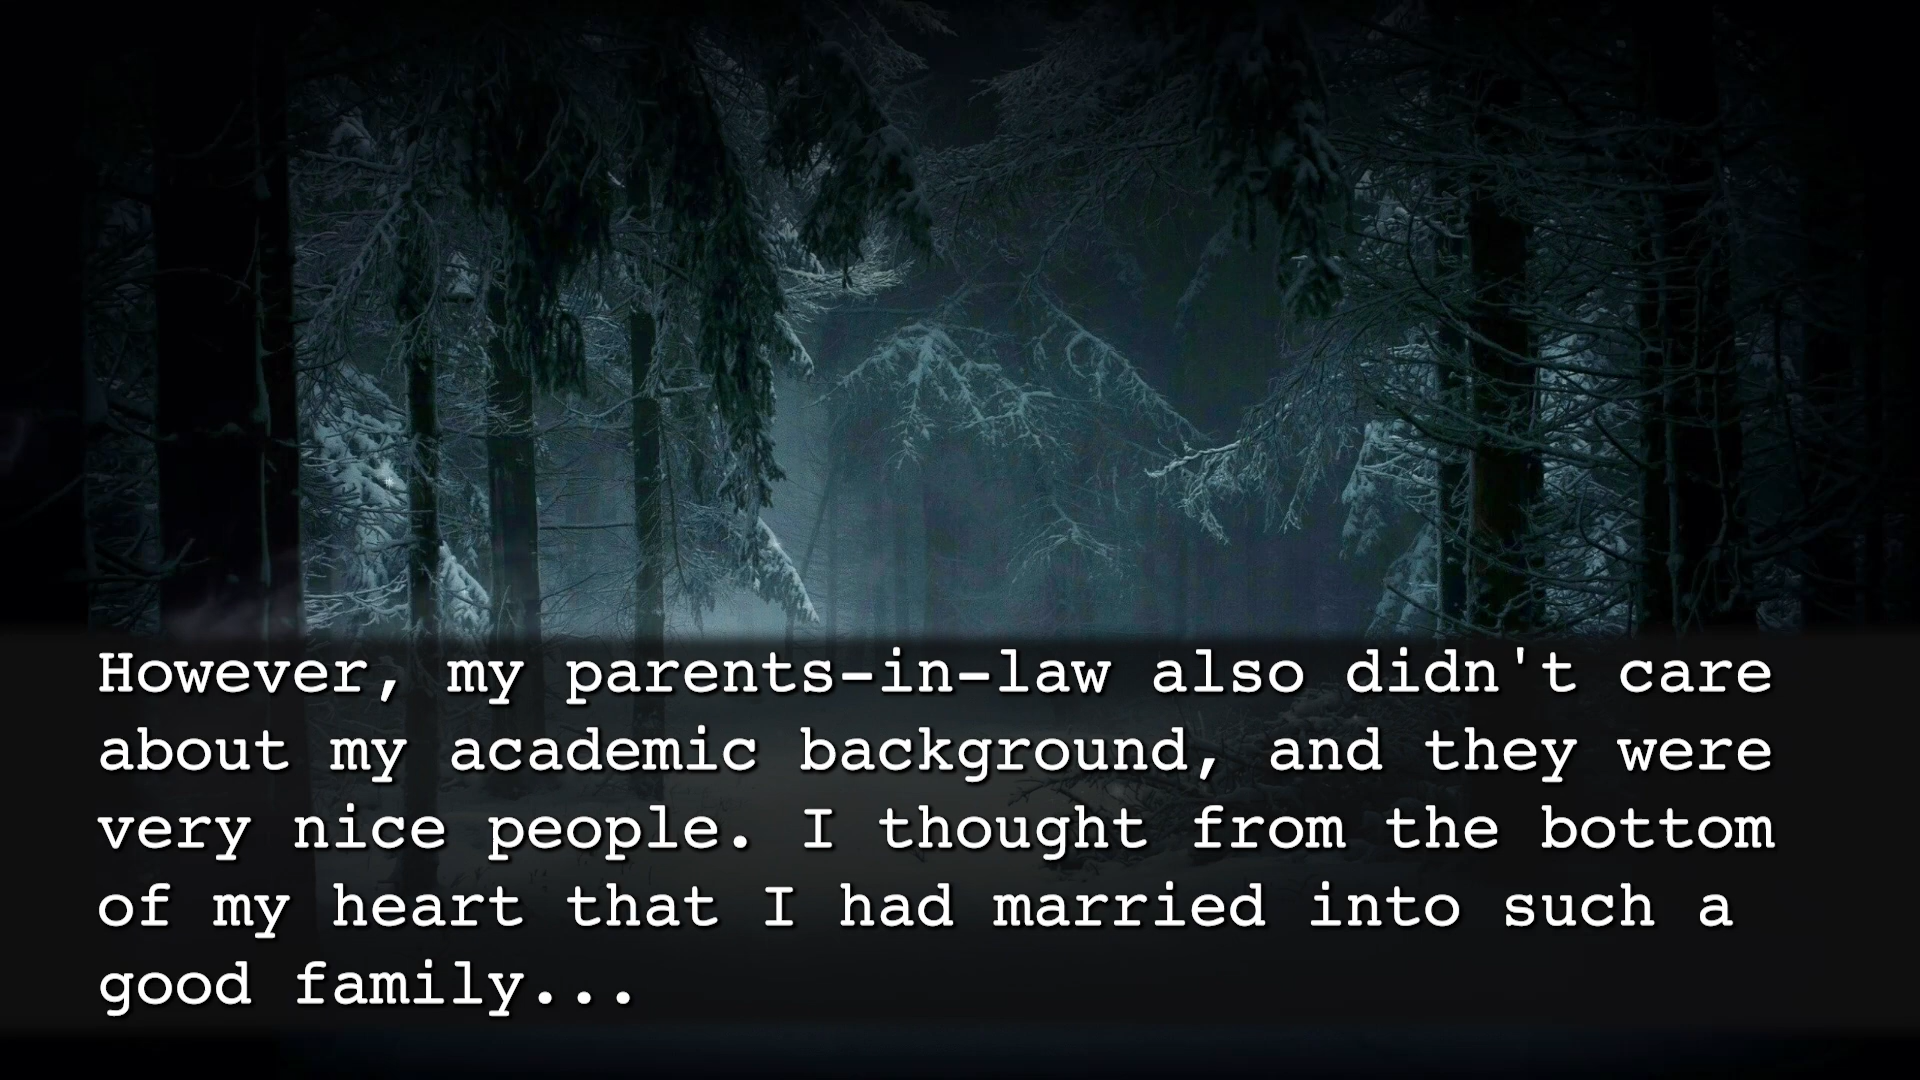 However, my parents-in-law also didn't care
about my academic background, and they were
very nice people. I thought from the bottom
of my heart that I had married into such a
good family...